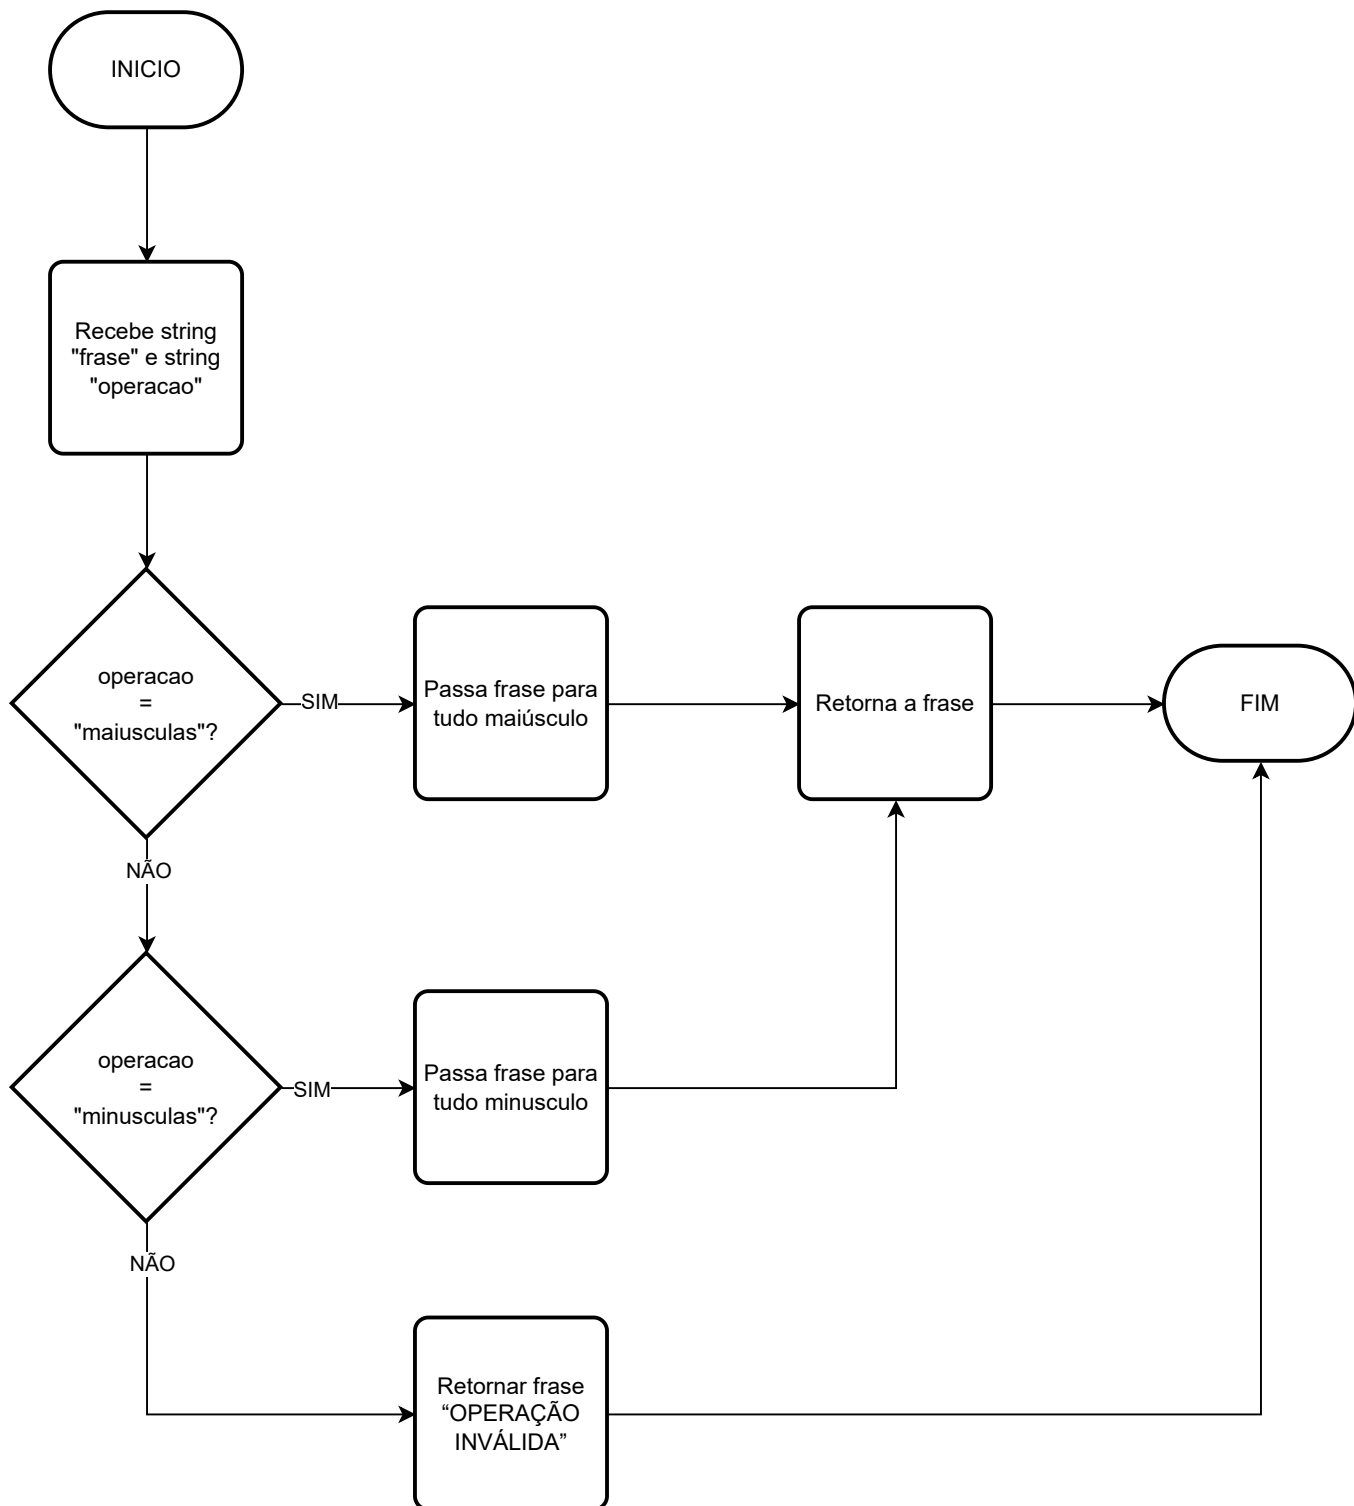 INICIO
Recebe string
"frase" e string
"operacao"
operacao
=
"maiusculas"?
SIM
Passa frase para
tudo maiúsculo
Retorna a frase
FIM
NÃO
operacao
=
"minusculas"?
SIM
Passa frase para
tudo minusculo
NÃO
Retornar frase
“OPERAÇÃO
INVÁLIDA”